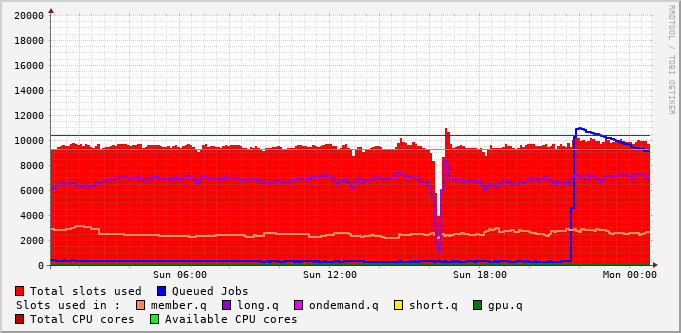 20000
18000
16000
14000
12000
10000
8000
6000
4000
2000
0
Sun 06:00 Sun 12:00 Sun 18:00 Mon 00:00
RRDTOOL / TOBI OETIKER
Total slots used Queued Jobs
Slots used in : member.q long.q ondemand.q short.q gpu.q
Total CPU cores Available CPU cores